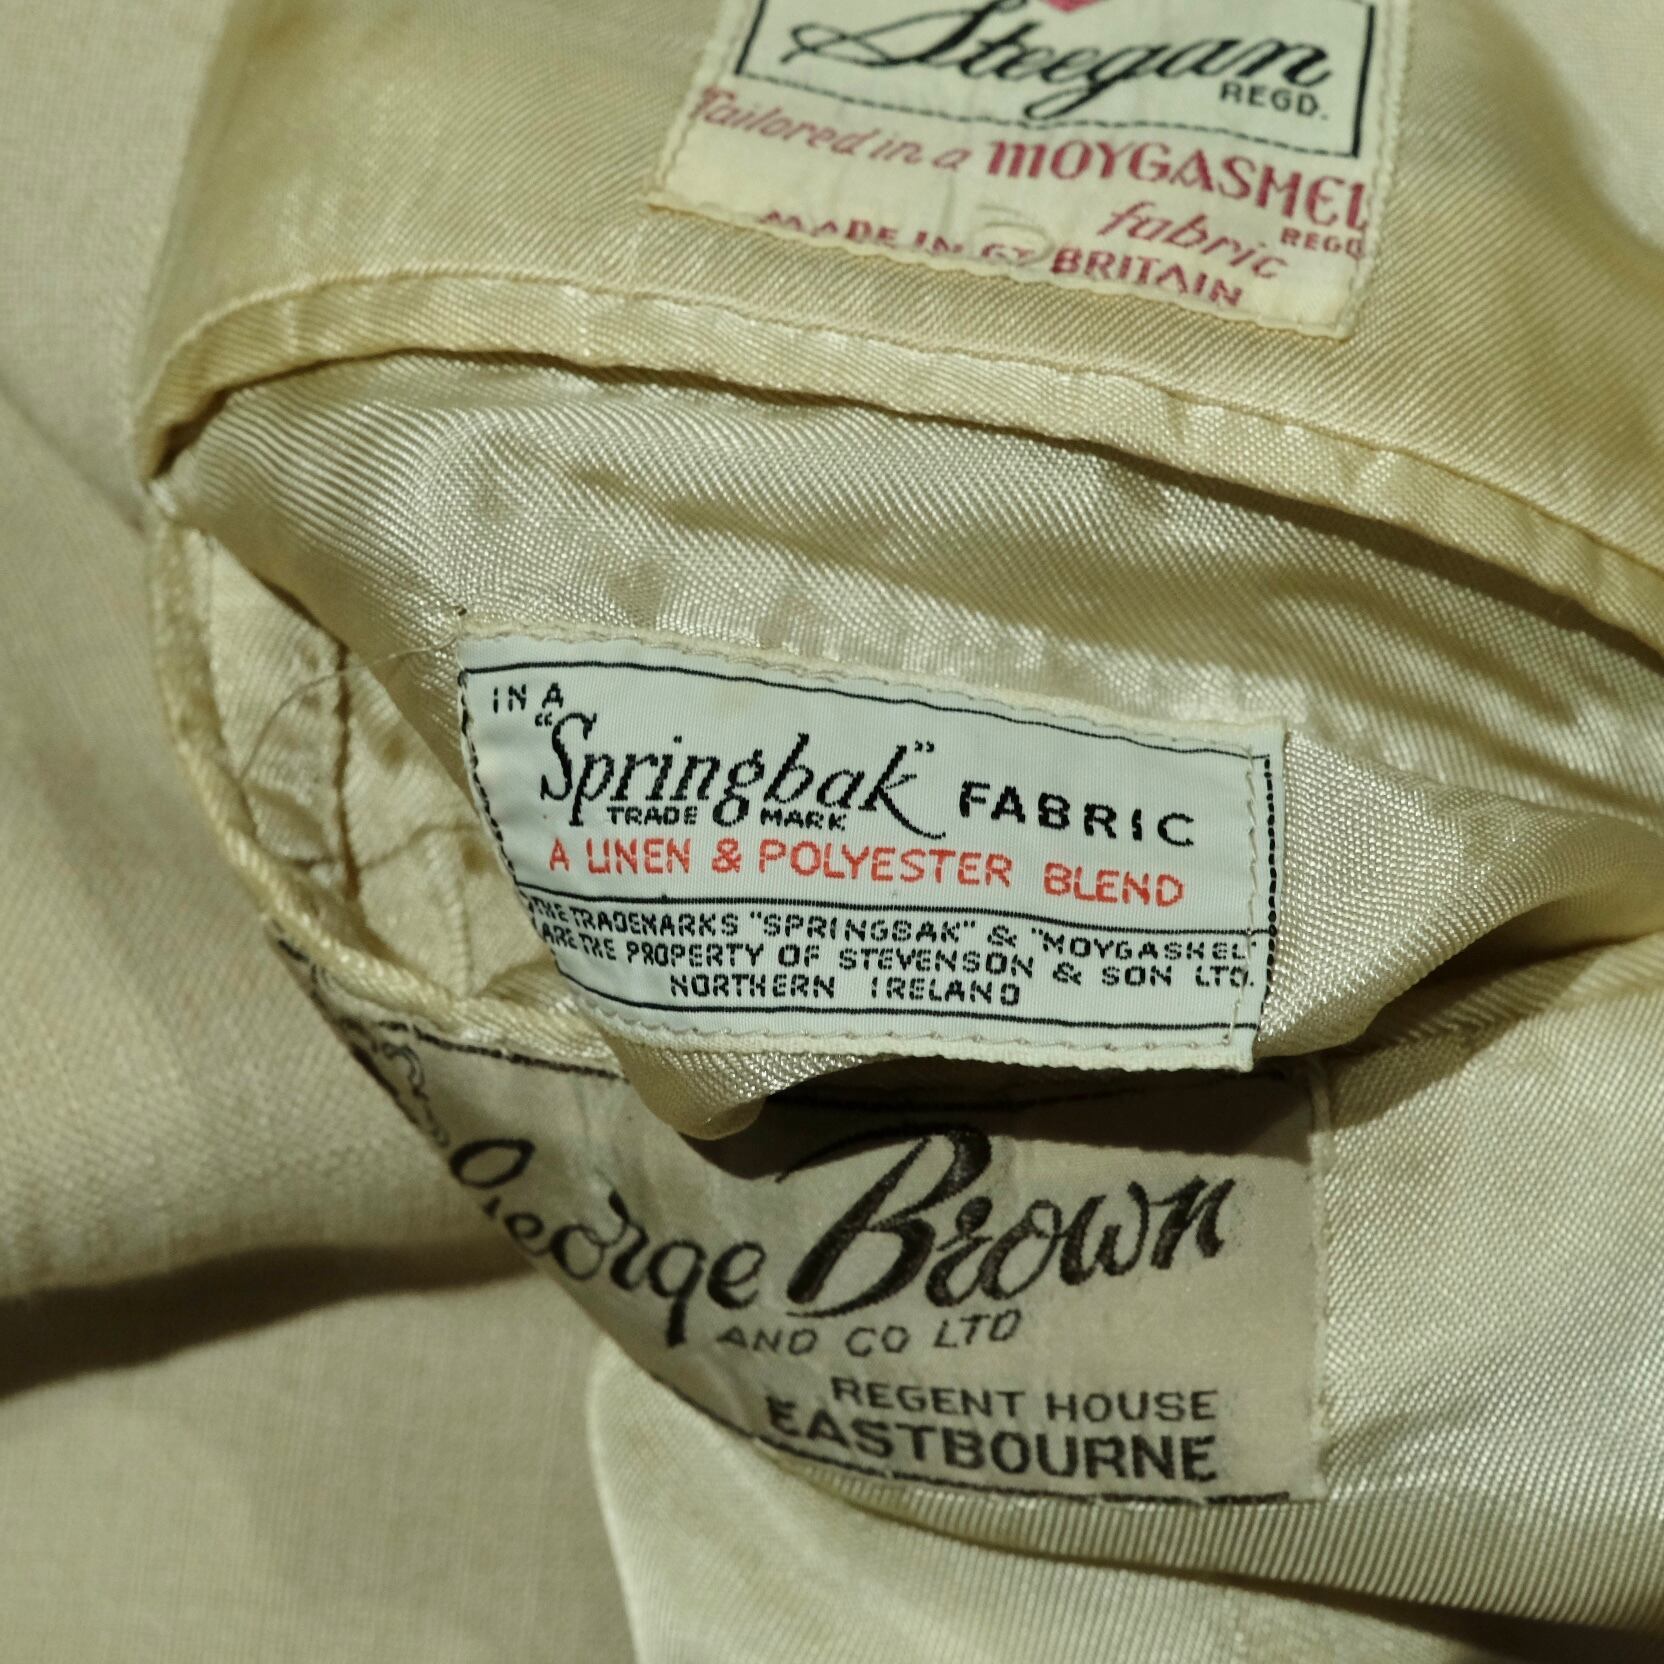 Steegan
REGD.
Tailored in a MOYGASHEL
fabric REGD
MADE IN GT BRITAIN
IN A
"Springbak" FABRIC
TRADE MARK
A LINEN & POLYESTER BLEND
THE TRADEMARKS "SPRINGBAK" & "MOYGASHEL"
ARE THE PROPERTY OF STEVENSON & SON LTD.
NORTHERN IRELAND
George Brown
AND CO LTD
REGENT HOUSE
EASTBOURNE